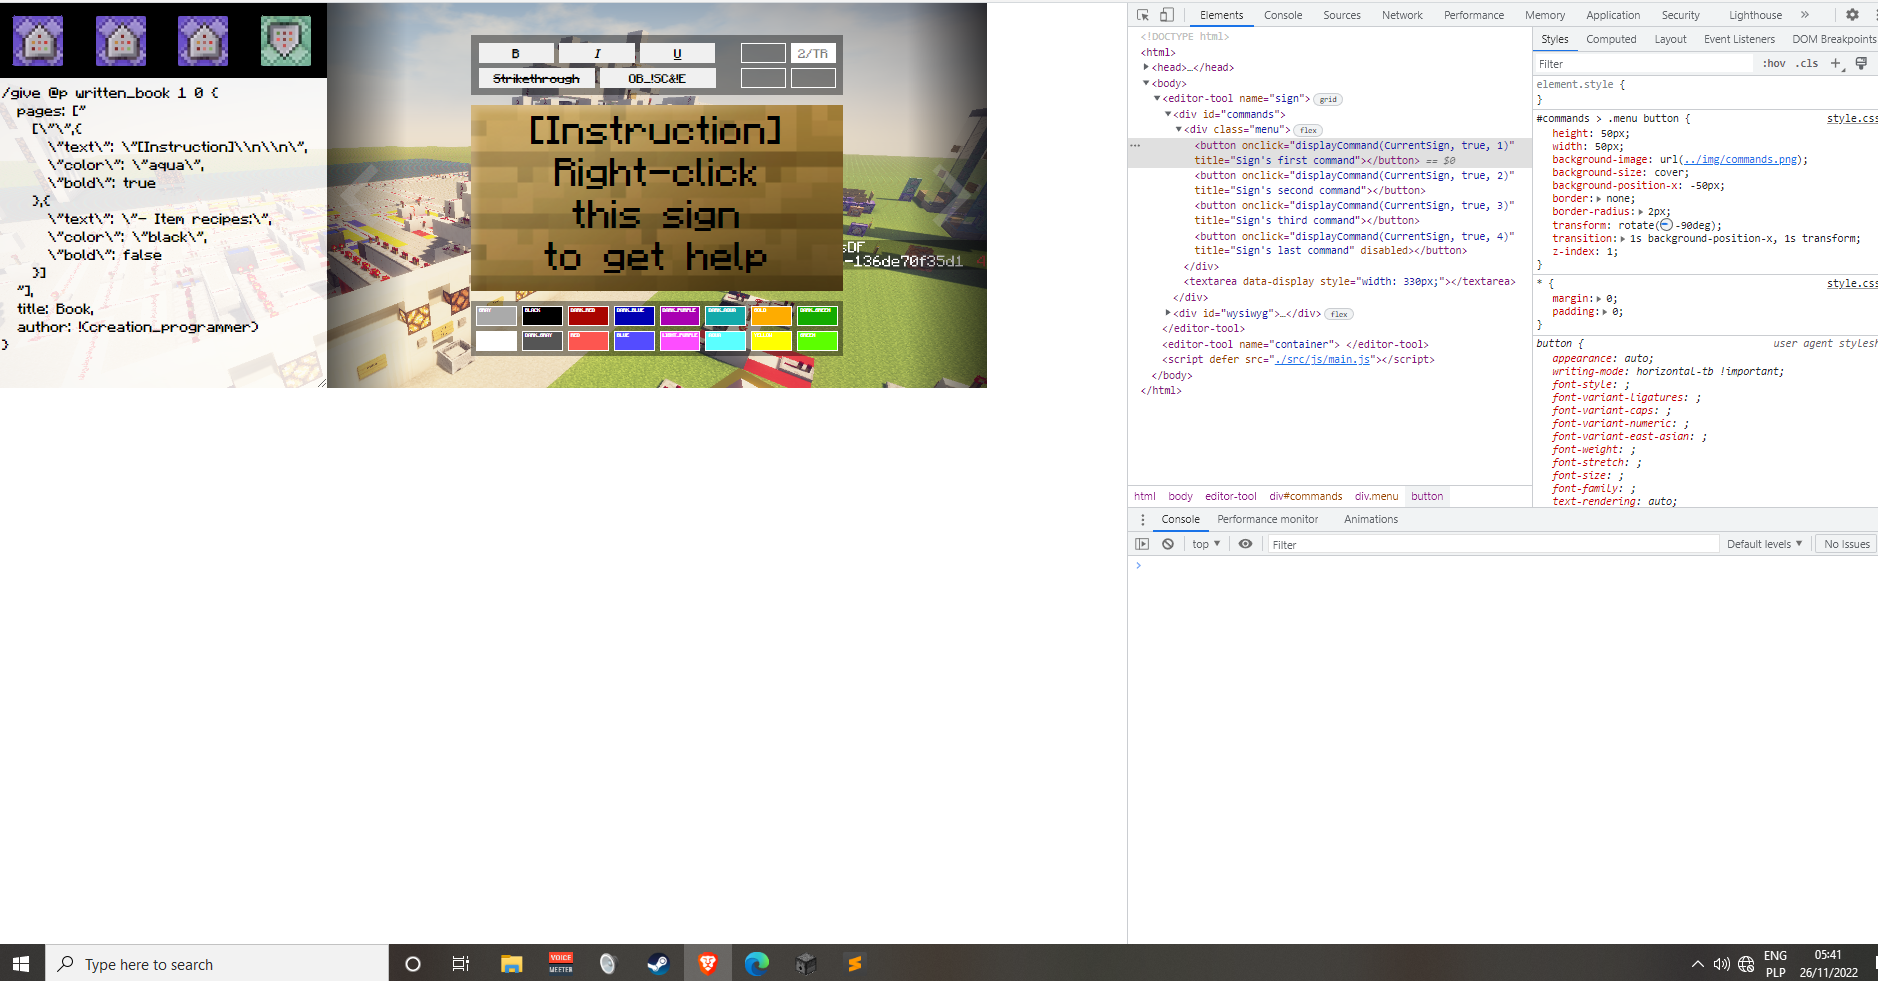 /give @p written_book 1 0 {
pages: ["
[\"\",{
\"text\": \"[Instruction]\\n\\n\",
\"color\": \"aqua\",
\"bold\": true
},{
\"text\": \"- Item recipes:\",
\"color\": \"black\",
\"bold\": false
}]
"],
title: Book,
author: !Creation_programmer)
}
B
I
U
2/TR
Strikethrough
OB_!SC&!E
[Instruction]
Right-click
this sign
to get help
sDF
-136de70f35d1
GRAY
BLACK
DARK_RED
DARK_BLUE
DARK_PURPLE
DARK_AQUA
GOLD
DARK_GREEN
DARK_GRAY
RED
BLUE
LIGHT_PURPLE
YELLOW
GREEN
Elements
Console
Sources
Network
Performance
Memory
Application
Security
Lighthouse
»
<!DOCTYPE html>
<html>
<head>…</head>
<body>
<editor-tool name="sign"> grid
<div id="commands">
<div class="menu"> flex
<button onclick="displayCommand(CurrentSign, true, 1)"
title="Sign's first command"></button> == $0
<button onclick="displayCommand(CurrentSign, true, 2)"
title="Sign's second command"></button>
<button onclick="displayCommand(CurrentSign, true, 3)"
title="Sign's third command"></button>
<button onclick="displayCommand(CurrentSign, true, 4)"
title="Sign's last command" disabled></button>
</div>
<textarea data-display style="width: 330px;"></textarea>
</div>
<div id="wysiwyg">…</div> flex
</editor-tool>
<editor-tool name="container"> </editor-tool>
<script defer src="./src/js/main.js"></script>
</body>
</html>
html body editor-tool div#commands div.menu button
Styles
Computed
Layout
Event Listeners
DOM Breakpoints
Filter
:hov .cls +
element.style {
}
#commands > .menu button { style.css
height: 50px;
width: 50px;
background-image: url(../img/commands.png);
background-size: cover;
background-position-x: -50px;
border: none;
border-radius: 2px;
transform: rotate(-90deg);
transition: 1s background-position-x, 1s transform;
z-index: 1;
}
* { style.css
margin: 0;
padding: 0;
}
button { user agent stylesh
appearance: auto;
writing-mode: horizontal-tb !important;
font-style: ;
font-variant-ligatures: ;
font-variant-caps: ;
font-variant-numeric: ;
font-variant-east-asian: ;
font-weight: ;
font-stretch: ;
font-size: ;
font-family: ;
text-rendering: auto;
Console
Performance monitor
Animations
top
Filter
Default levels
No Issues
Type here to search
VOICE
MEETER
ENG
PLP
05:41
26/11/2022